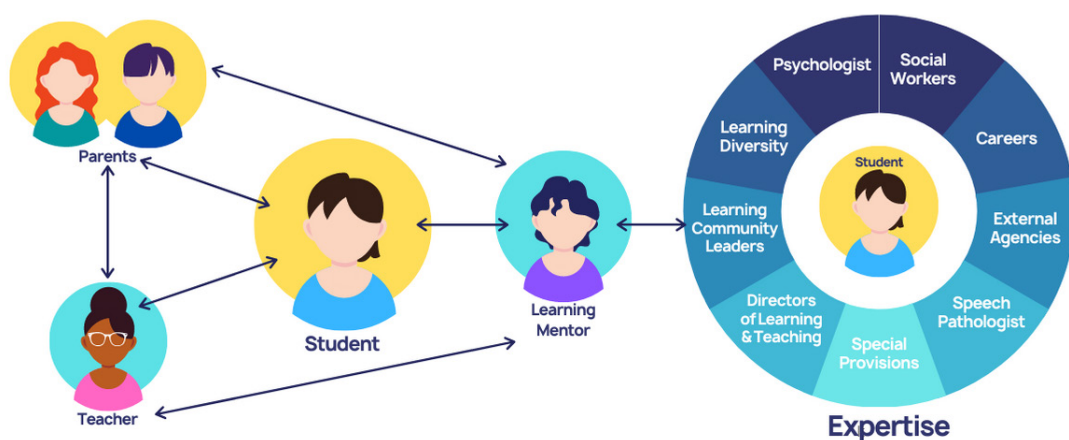 Parents
Teacher
Student
Learning
Mentor
Psychologist
Social
Workers
Careers
External
Agencies
Speech
Pathologist
Special
Provisions
Directors
of Learning
& Teaching
Learning
Community
Leaders
Learning
Diversity
Student
Expertise